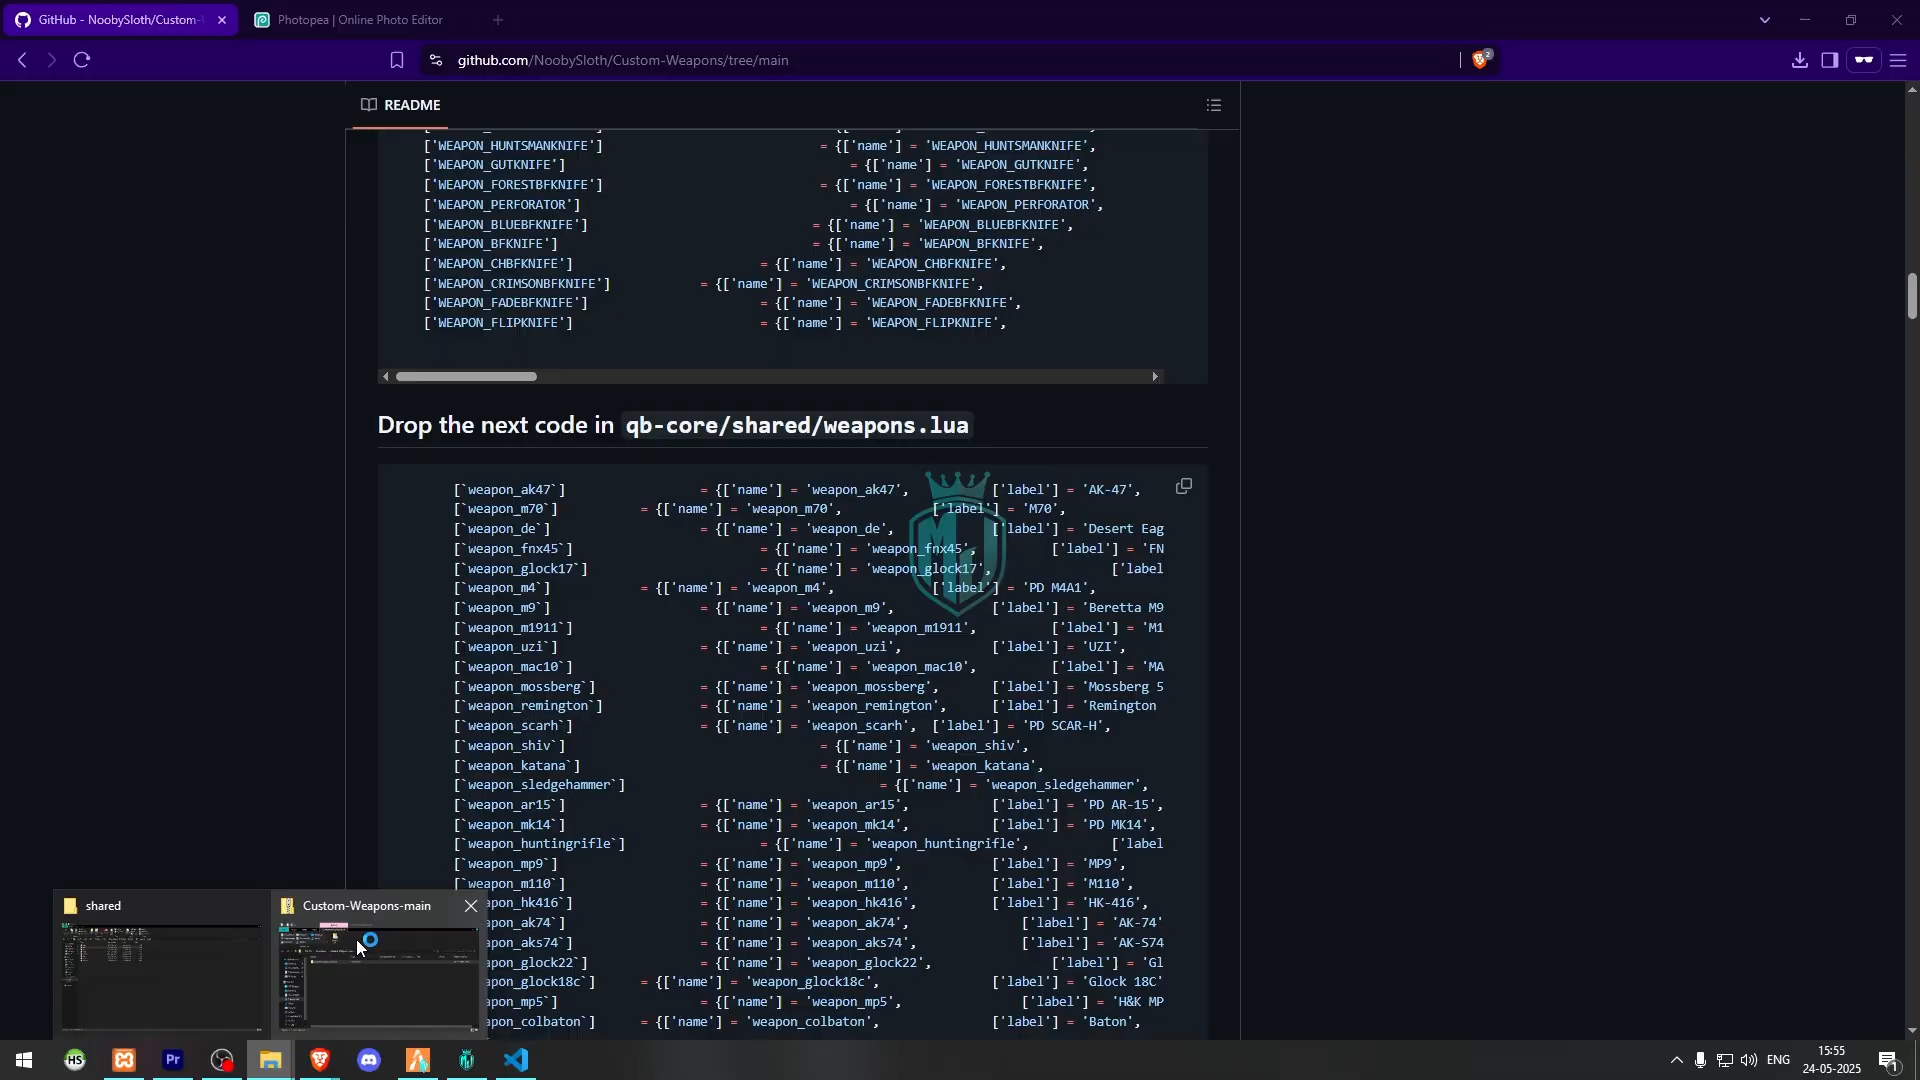 GitHub - NoobySloth/Custom-
Photopea | Online Photo Editor
github.com/NoobySloth/Custom-Weapons/tree/main
2
README
['WEAPON_HUNTSMANKNIFE'] = {['name'] = 'WEAPON_HUNTSMANKNIFE',
['WEAPON_GUTKNIFE'] = {['name'] = 'WEAPON_GUTKNIFE',
['WEAPON_FORESTBFKNIFE'] = {['name'] = 'WEAPON_FORESTBFKNIFE',
['WEAPON_PERFORATOR'] = {['name'] = 'WEAPON_PERFORATOR',
['WEAPON_BLUEBFKNIFE'] = {['name'] = 'WEAPON_BLUEBFKNIFE',
['WEAPON_BFKNIFE'] = {['name'] = 'WEAPON_BFKNIFE',
['WEAPON_CHBFKNIFE'] = {['name'] = 'WEAPON_CHBFKNIFE',
['WEAPON_CRIMSONBFKNIFE'] = {['name'] = 'WEAPON_CRIMSONBFKNIFE',
['WEAPON_FADEBFKNIFE'] = {['name'] = 'WEAPON_FADEBFKNIFE',
['WEAPON_FLIPKNIFE'] = {['name'] = 'WEAPON_FLIPKNIFE',
Drop the next code in qb-core/shared/weapons.lua
[`weapon_ak47`] = {['name'] = 'weapon_ak47', ['label'] = 'AK-47',
[`weapon_m70`] = {['name'] = 'weapon_m70', ['label'] = 'M70',
[`weapon_de`] = {['name'] = 'weapon_de', ['label'] = 'Desert Eag
[`weapon_fnx45`] = {['name'] = 'weapon_fnx45', ['label'] = 'FN
[`weapon_glock17`] = {['name'] = 'weapon_glock17', ['label
[`weapon_m4`] = {['name'] = 'weapon_m4', ['label'] = 'PD M4A1',
[`weapon_m9`] = {['name'] = 'weapon_m9', ['label'] = 'Beretta M9
[`weapon_m1911`] = {['name'] = 'weapon_m1911', ['label'] = 'M1
[`weapon_uzi`] = {['name'] = 'weapon_uzi', ['label'] = 'UZI',
[`weapon_mac10`] = {['name'] = 'weapon_mac10', ['label'] = 'MA
[`weapon_mossberg`] = {['name'] = 'weapon_mossberg', ['label'] = 'Mossberg 5
[`weapon_remington`] = {['name'] = 'weapon_remington', ['label'] = 'Remington
[`weapon_scarh`] = {['name'] = 'weapon_scarh', ['label'] = 'PD SCAR-H',
[`weapon_shiv`] = {['name'] = 'weapon_shiv',
[`weapon_katana`] = {['name'] = 'weapon_katana',
[`weapon_sledgehammer`] = {['name'] = 'weapon_sledgehammer',
[`weapon_ar15`] = {['name'] = 'weapon_ar15', ['label'] = 'PD AR-15',
[`weapon_mk14`] = {['name'] = 'weapon_mk14', ['label'] = 'PD MK14',
[`weapon_huntingrifle`] = {['name'] = 'weapon_huntingrifle', ['label
[`weapon_mp9`] = {['name'] = 'weapon_mp9', ['label'] = 'MP9',
[`weapon_m110`] = {['name'] = 'weapon_m110', ['label'] = 'M110',
apon_hk416`] = {['name'] = 'weapon_hk416', ['label'] = 'HK-416',
apon_ak74`] = {['name'] = 'weapon_ak74', ['label'] = 'AK-74'
apon_aks74`] = {['name'] = 'weapon_aks74', ['label'] = 'AK-S74
apon_glock22`] = {['name'] = 'weapon_glock22', ['label'] = 'Gl
apon_glock18c`] = {['name'] = 'weapon_glock18c', ['label'] = 'Glock 18C'
apon_mp5`] = {['name'] = 'weapon_mp5', ['label'] = 'H&K MP
apon_colbaton`] = {['name'] = 'weapon_colbaton', ['label'] = 'Baton',
shared
Custom-Weapons-main
HS
Pr
ENG
15:55
24-05-2025
1